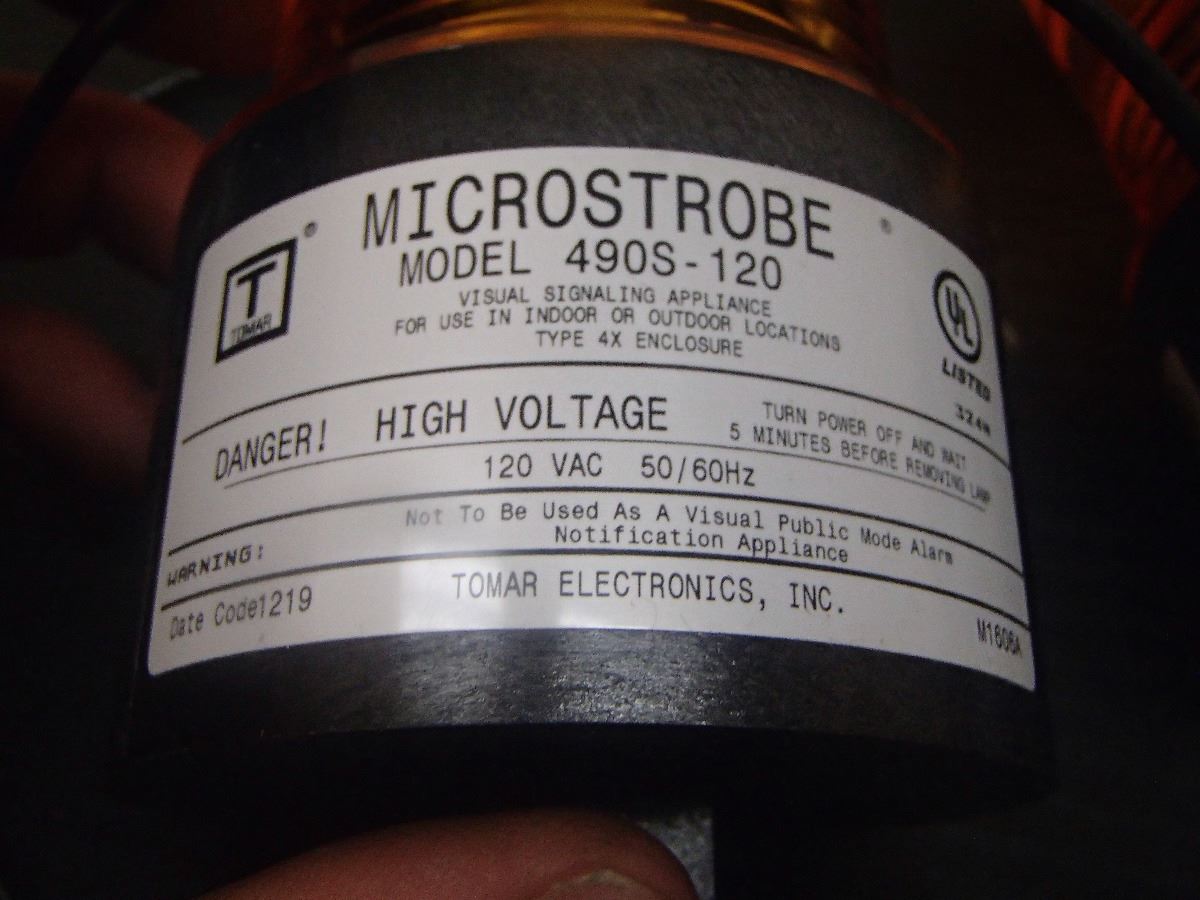 MICROSTROBE ®
MODEL 490S-120
VISUAL SIGNALING APPLIANCE
FOR USE IN INDOOR OR OUTDOOR LOCATIONS
TYPE 4X ENCLOSURE
T ®
TOMAR
UL
LISTED
324N
DANGER! HIGH VOLTAGE
TURN POWER OFF AND WAIT
5 MINUTES BEFORE REMOVING LAMP
120 VAC 50/60Hz
WARNING:
Not To Be Used As A Visual Public Mode Alarm
Notification Appliance
Date Code1219
TOMAR ELECTRONICS, INC.
M1606A